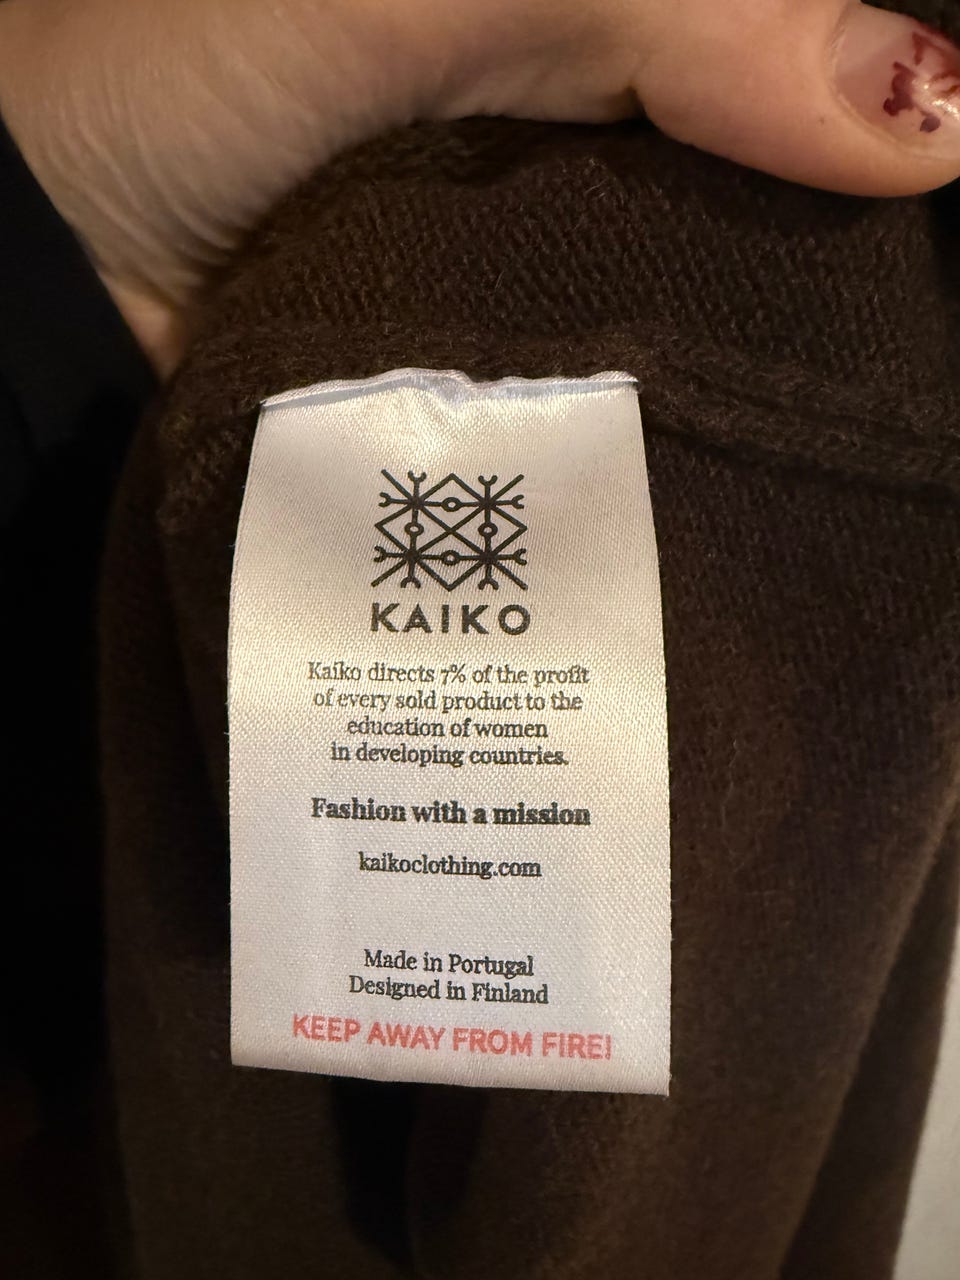 KAIKO
Kaiko directs 7% of the profit
of every sold product to the
education of women
in developing countries.
Fashion with a mission
kaikoclothing.com
Made in Portugal
Designed in Finland
KEEP AWAY FROM FIRE!